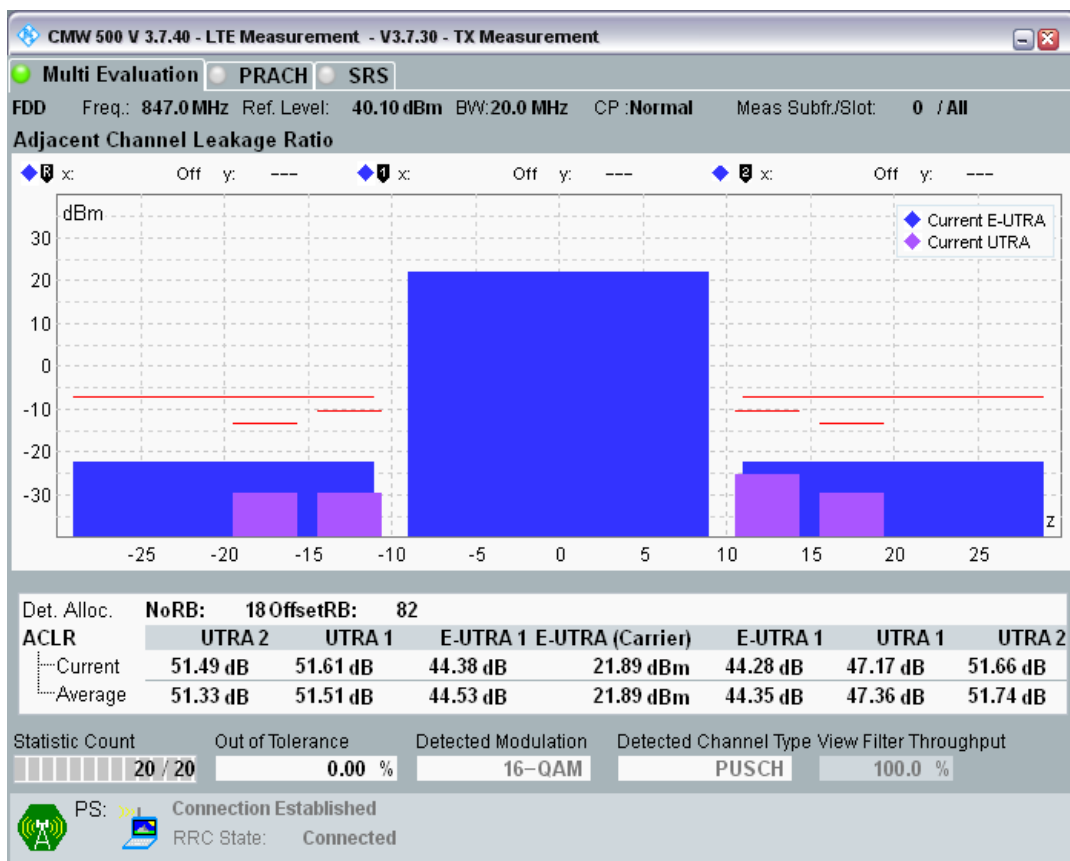 CMW 500 V 3.7.40 - LTE Measurement - V3.7.30 - TX Measurement
Multi Evaluation PRACH SRS
FDD Freq.: 847.0 MHz Ref. Level: 40.10 dBm BW:20.0 MHz CP :Normal Meas Subfr./Slot: 0 / All
Adjacent Channel Leakage Ratio
R x: Off y: --- 1 x: Off y: --- 2 x: Off y: ---
dBm
Current E-UTRA
Current UTRA
30
20
10
0
-10
-20
-30
z
-25 -20 -15 -10 -5 0 5 10 15 20 25
Det. Alloc. NoRB: 18 OffsetRB: 82
ACLR UTRA 2 UTRA 1 E-UTRA 1 E-UTRA (Carrier) E-UTRA 1 UTRA 1 UTRA 2
Current 51.49 dB 51.61 dB 44.38 dB 21.89 dBm 44.28 dB 47.17 dB 51.66 dB
Average 51.33 dB 51.51 dB 44.53 dB 21.89 dBm 44.35 dB 47.36 dB 51.74 dB
Statistic Count Out of Tolerance Detected Modulation Detected Channel Type View Filter Throughput
20 / 20 0.00 % 16-QAM PUSCH 100.0 %
PS: Connection Established
RRC State: Connected